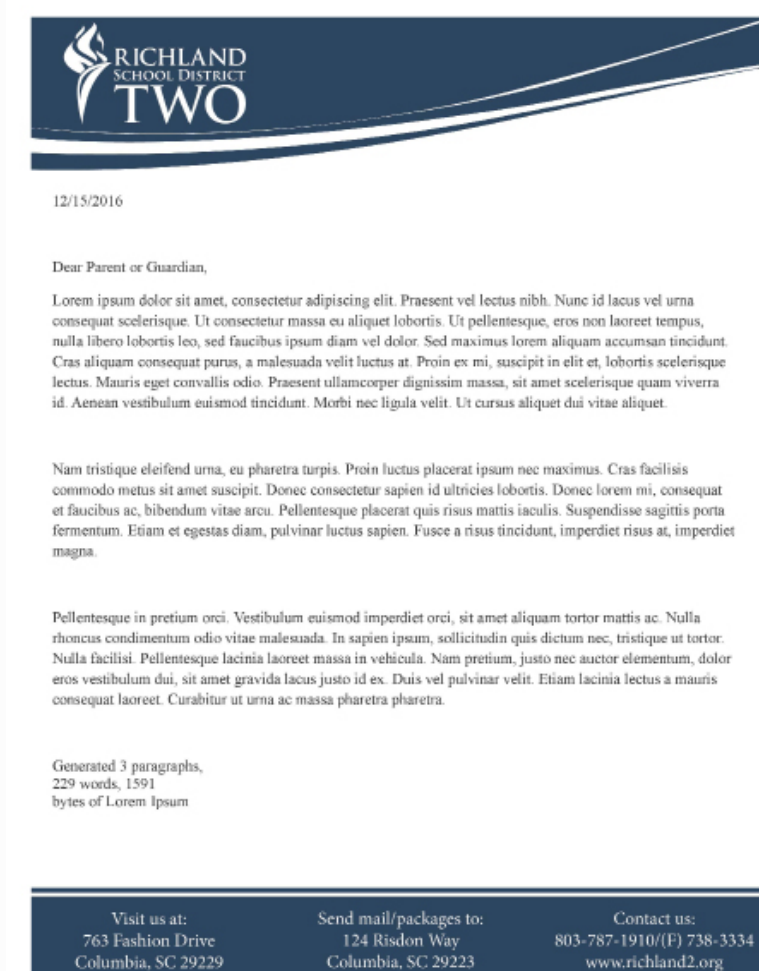 RICHLAND
SCHOOL DISTRICT
TWO
12/15/2016
Dear Parent or Guardian,
Lorem ipsum dolor sit amet, consectetur adipiscing elit. Praesent vel lectus nibh. Nunc id lacus vel urna
consequat scelerisque. Ut consectetur massa eu aliquet lobortis. Ut pellentesque, eros non laoreet tempus,
nulla libero lobortis leo, sed faucibus ipsum diam vel dolor. Sed maximus lorem aliquam accumsan tincidunt.
Cras aliquam consequat purus, a malesuada velit luctus at. Proin ex mi, suscipit in elit et, lobortis scelerisque
lectus. Mauris eget convallis odio. Praesent ullamcorper dignissim massa, sit amet scelerisque quam viverra
id. Aenean vestibulum euismod tincidunt. Morbi nec ligula velit. Ut cursus aliquet dui vitae aliquet.
Nam tristique eleifend urna, eu pharetra turpis. Proin luctus placerat ipsum nec maximus. Cras facilisis
commodo metus sit amet suscipit. Donec consectetur sapien id ultricies lobortis. Donec lorem mi, consequat
et faucibus ac, bibendum vitae arcu. Pellentesque placerat quis risus mattis iaculis. Suspendisse sagittis porta
fermentum. Etiam et egestas diam, pulvinar luctus sapien. Fusce a risus tincidunt, imperdiet risus at, imperdiet
magna.
Pellentesque in pretium orci. Vestibulum euismod imperdiet orci, sit amet aliquam tortor mattis ac. Nulla
rhoncus condimentum odio vitae malesuada. In sapien ipsum, sollicitudin quis dictum nec, tristique ut tortor.
Nulla facilisi. Pellentesque lacinia laoreet massa in vehicula. Nam pretium, justo nec auctor elementum, dolor
eros vestibulum dui, sit amet gravida lacus justo id ex. Duis vel pulvinar velit. Etiam lacinia lectus a mauris
consequat laoreet. Curabitur ut urna ac massa pharetra pharetra.
Generated 3 paragraphs,
229 words, 1591
bytes of Lorem Ipsum
Visit us at:
763 Fashion Drive
Columbia, SC 29229
Send mail/packages to:
124 Risdon Way
Columbia, SC 29223
Contact us:
803-787-1910/(F) 738-3334
www.richland2.org